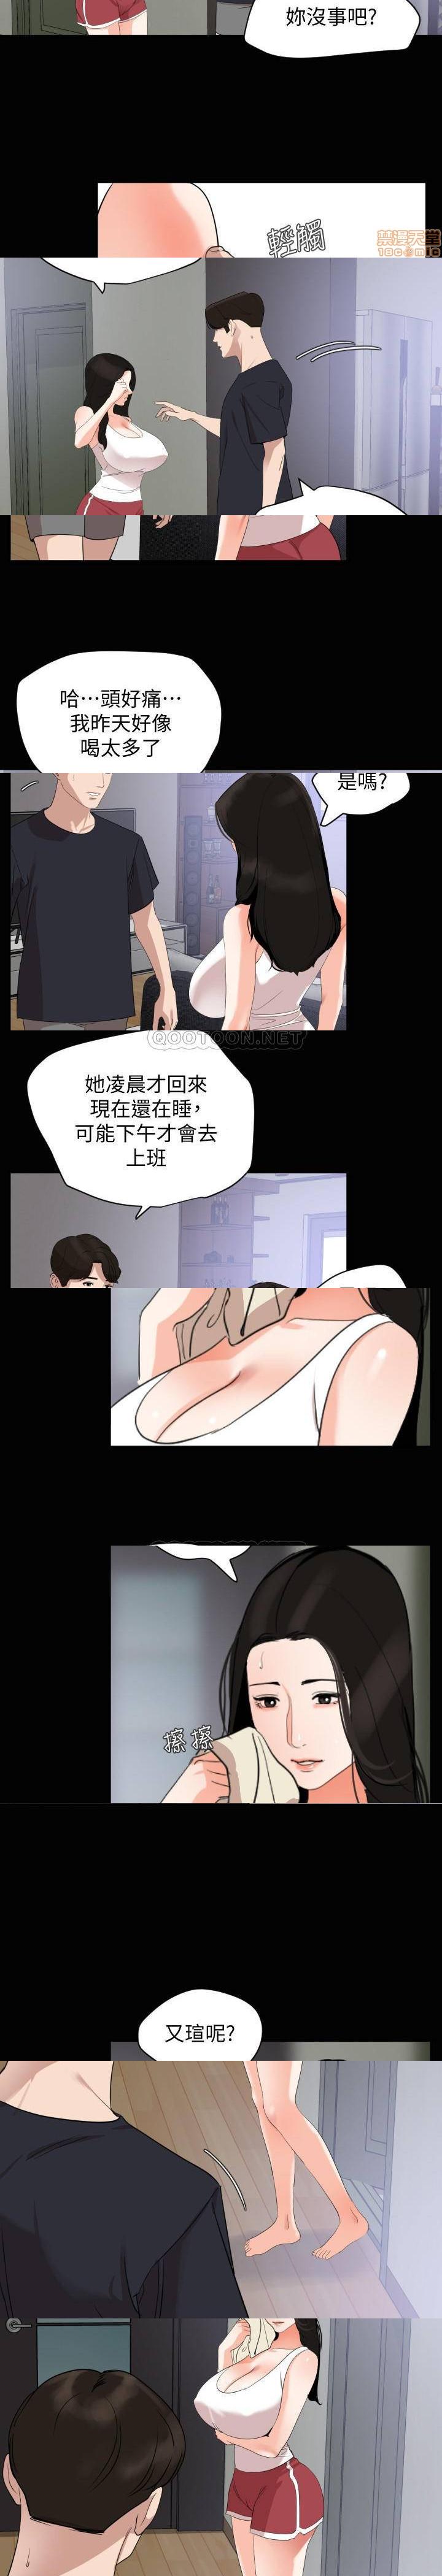 妳沒事吧?
輕觸
禁漫天堂
哈…頭好痛…
我昨天好像
喝太多了
是嗎?
QOOTOON.NET
她凌晨才回來
現在還在睡,
可能下午才會去
上班
擦 擦
又瑄呢?